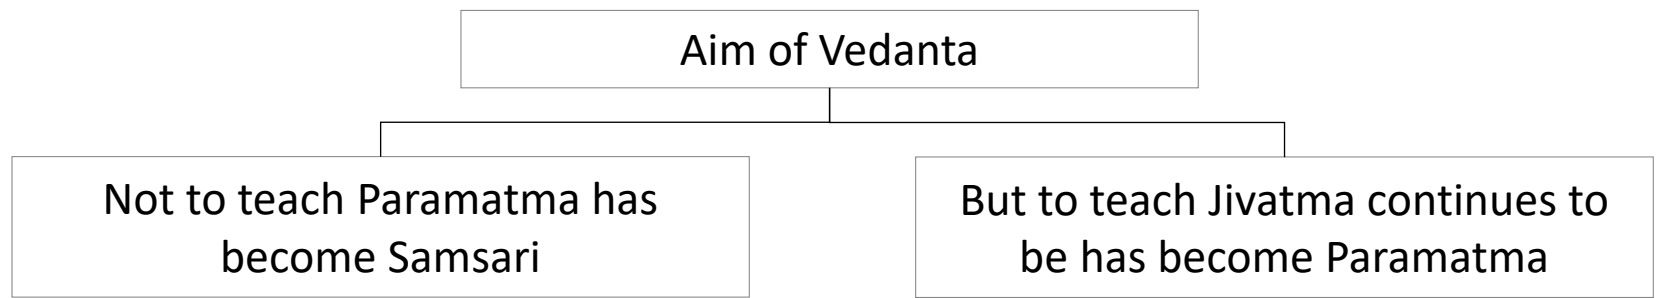 Aim of Vedanta
Not to teach Paramatma has
become Samsari
But to teach Jivatma continues to
be has become Paramatma